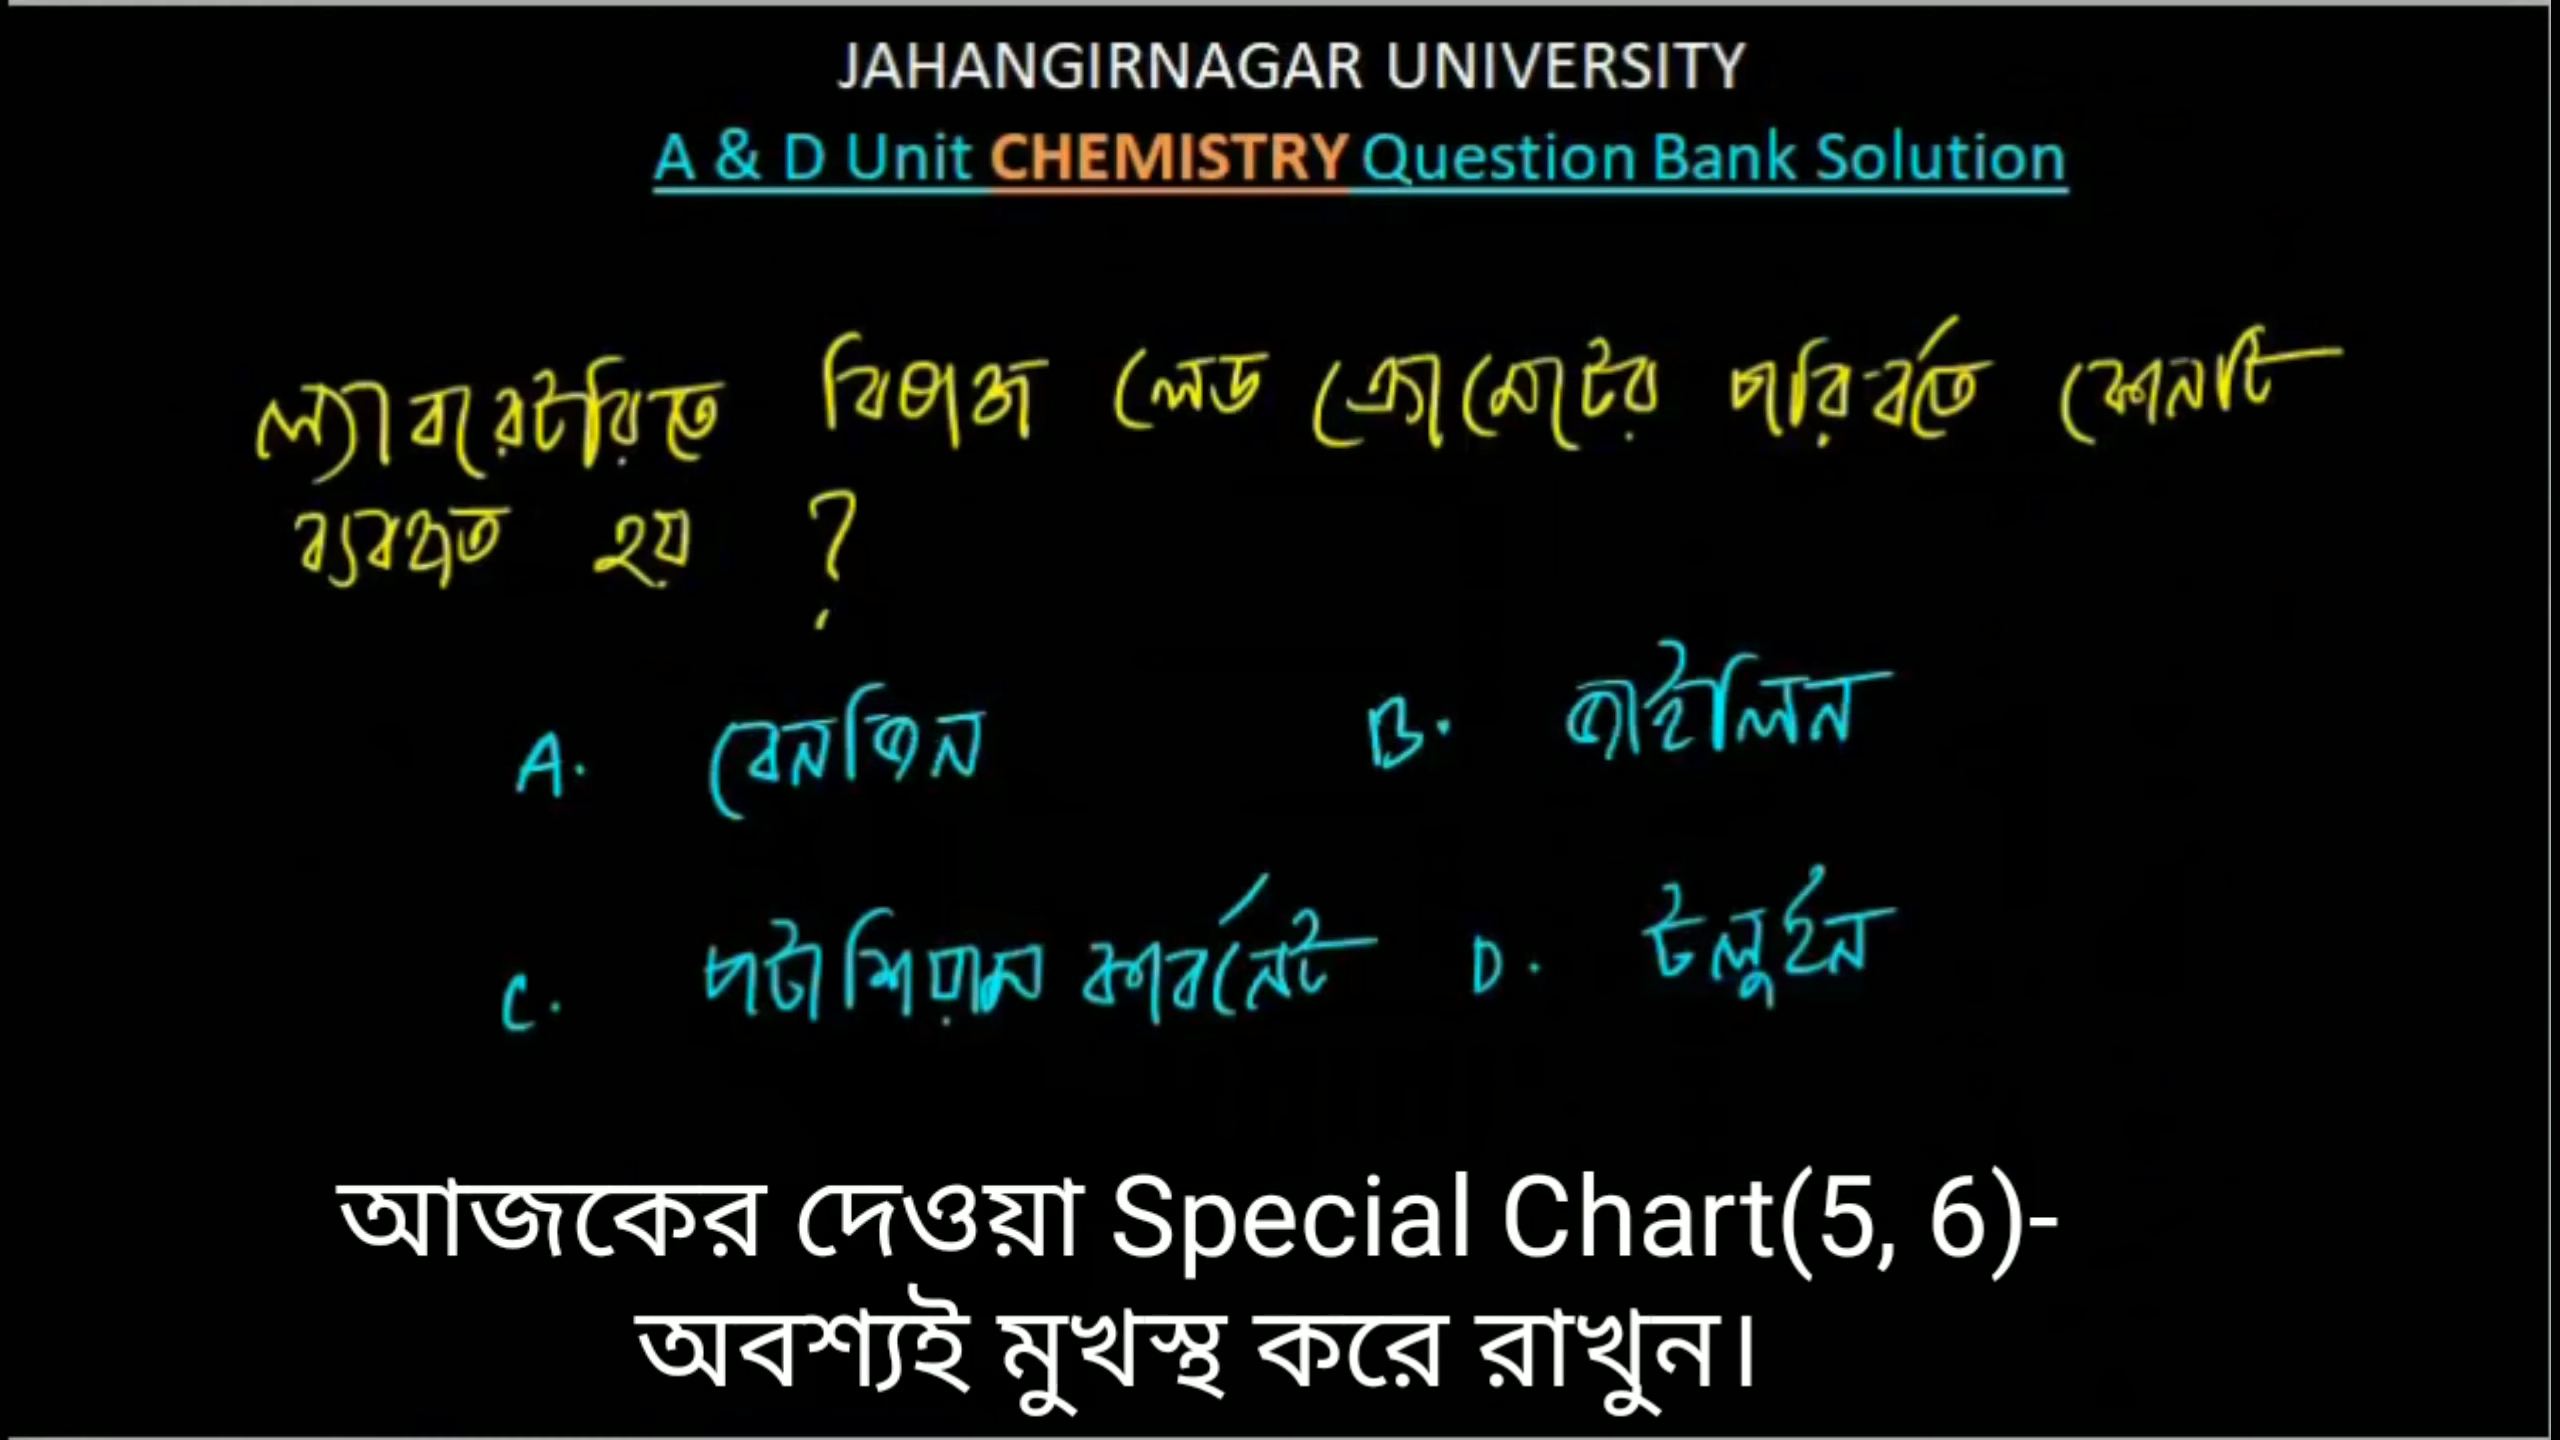 JAHANGIRNAGAR UNIVERSITY
A & D Unit CHEMISTRY Question Bank Solution
ল্যাবরেটরিতে বিষাক্ত লেড ক্রোমেটের পরিবর্তে কোনটি
ব্যবহৃত হয় ?
A. বেনজিন B. জাইলিন
C. পটাশিয়াম কার্বনেট D. টলুইন
আজকের দেওয়া Special Chart(5, 6)-
অবশ্যই মুখস্থ করে রাখুন।